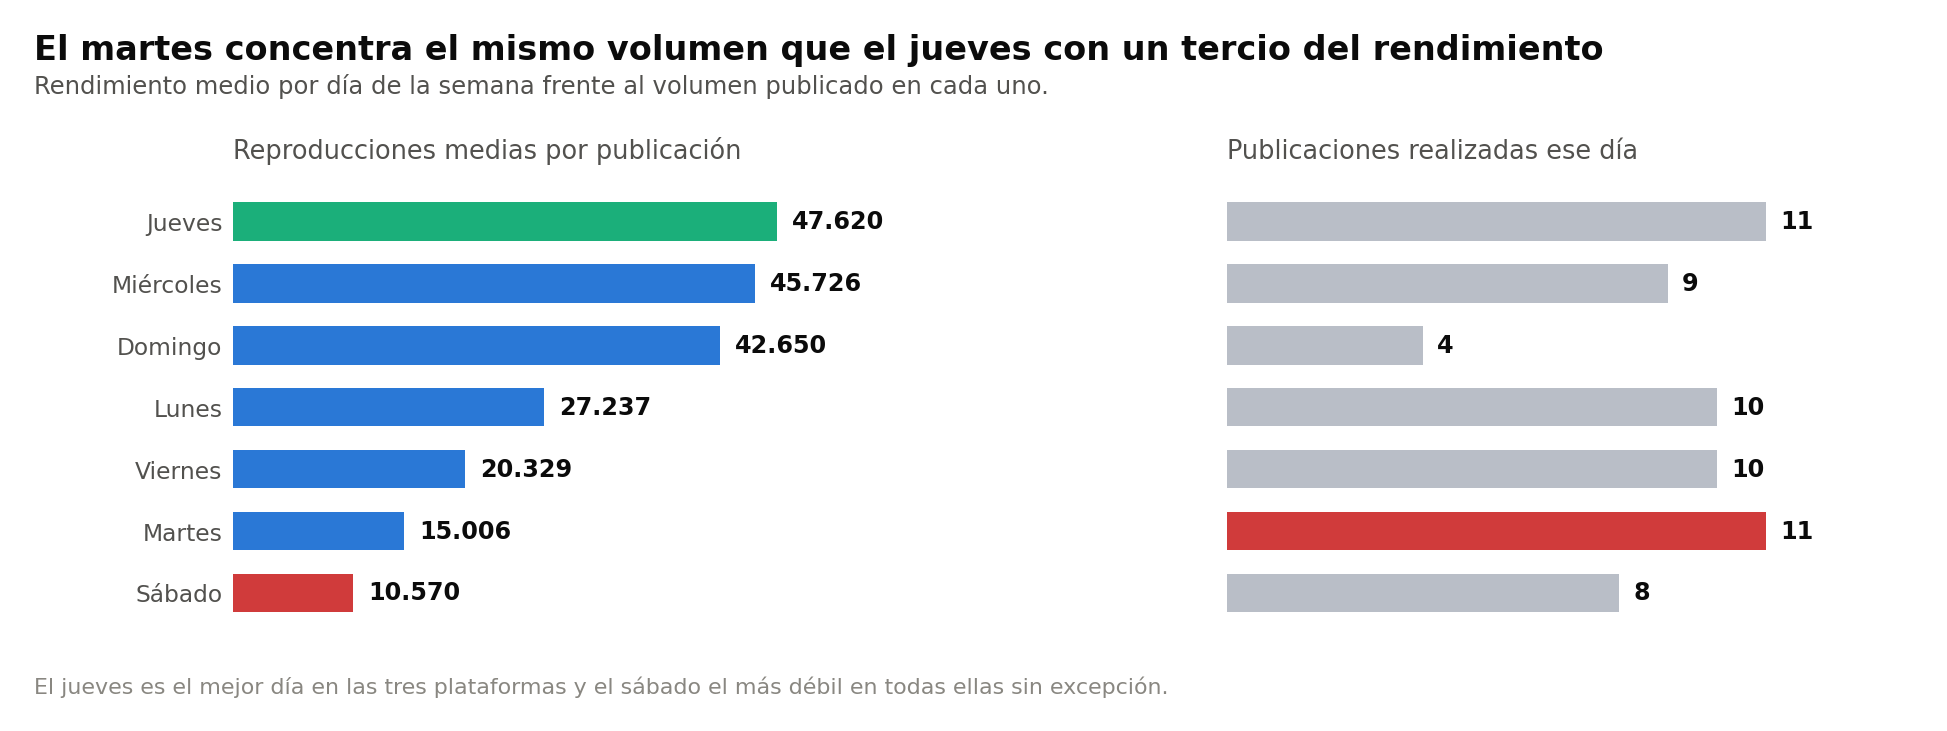 El martes concentra el mismo volumen que el jueves con un tercio del rendimiento
Rendimiento medio por día de la semana frente al volumen publicado en cada uno.
Reproducciones medias por publicación
Jueves 47.620
Miércoles 45.726
Domingo 42.650
Lunes 27.237
Viernes 20.329
Martes 15.006
Sábado 10.570
Publicaciones realizadas ese día
11
9
4
10
10
11
8
El jueves es el mejor día en las tres plataformas y el sábado el más débil en todas ellas sin excepción.